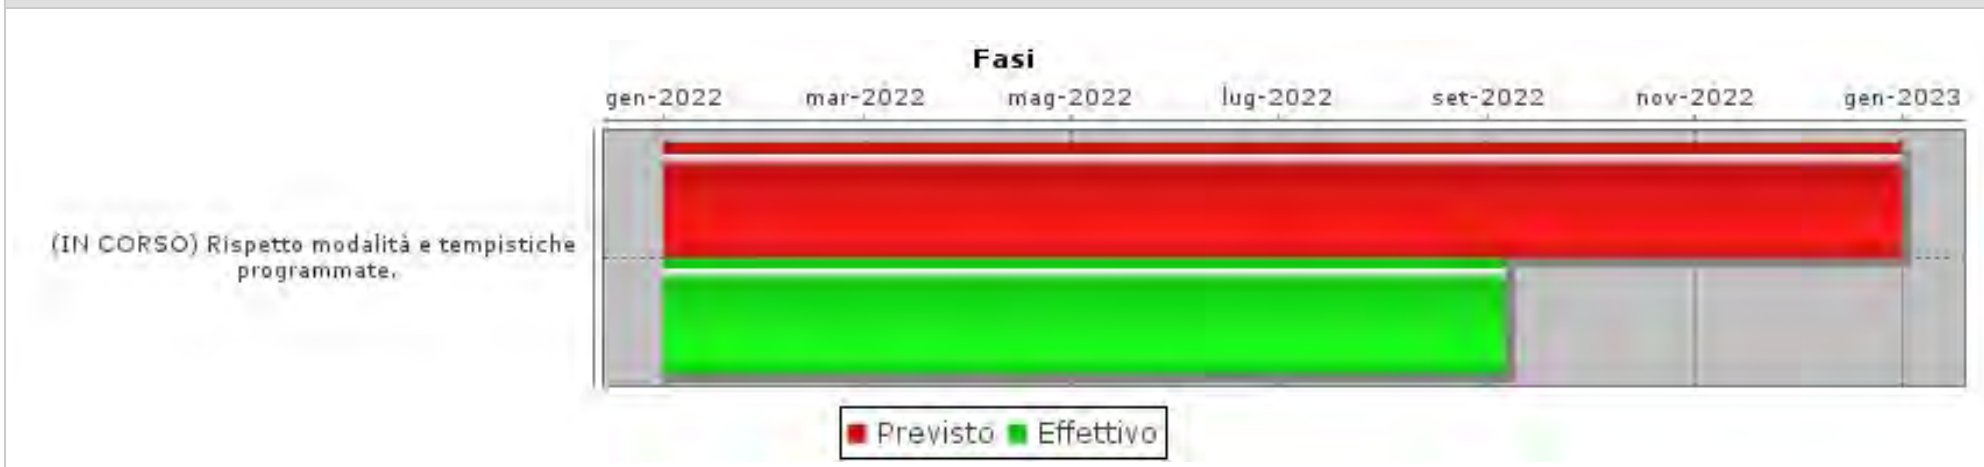 Fasi
gen-2022 mar-2022 mag-2022 lug-2022 set-2022 nov-2022 gen-2023
(IN CORSO) Rispetto modalità e tempistiche
programmate.
Previsto Effettivo